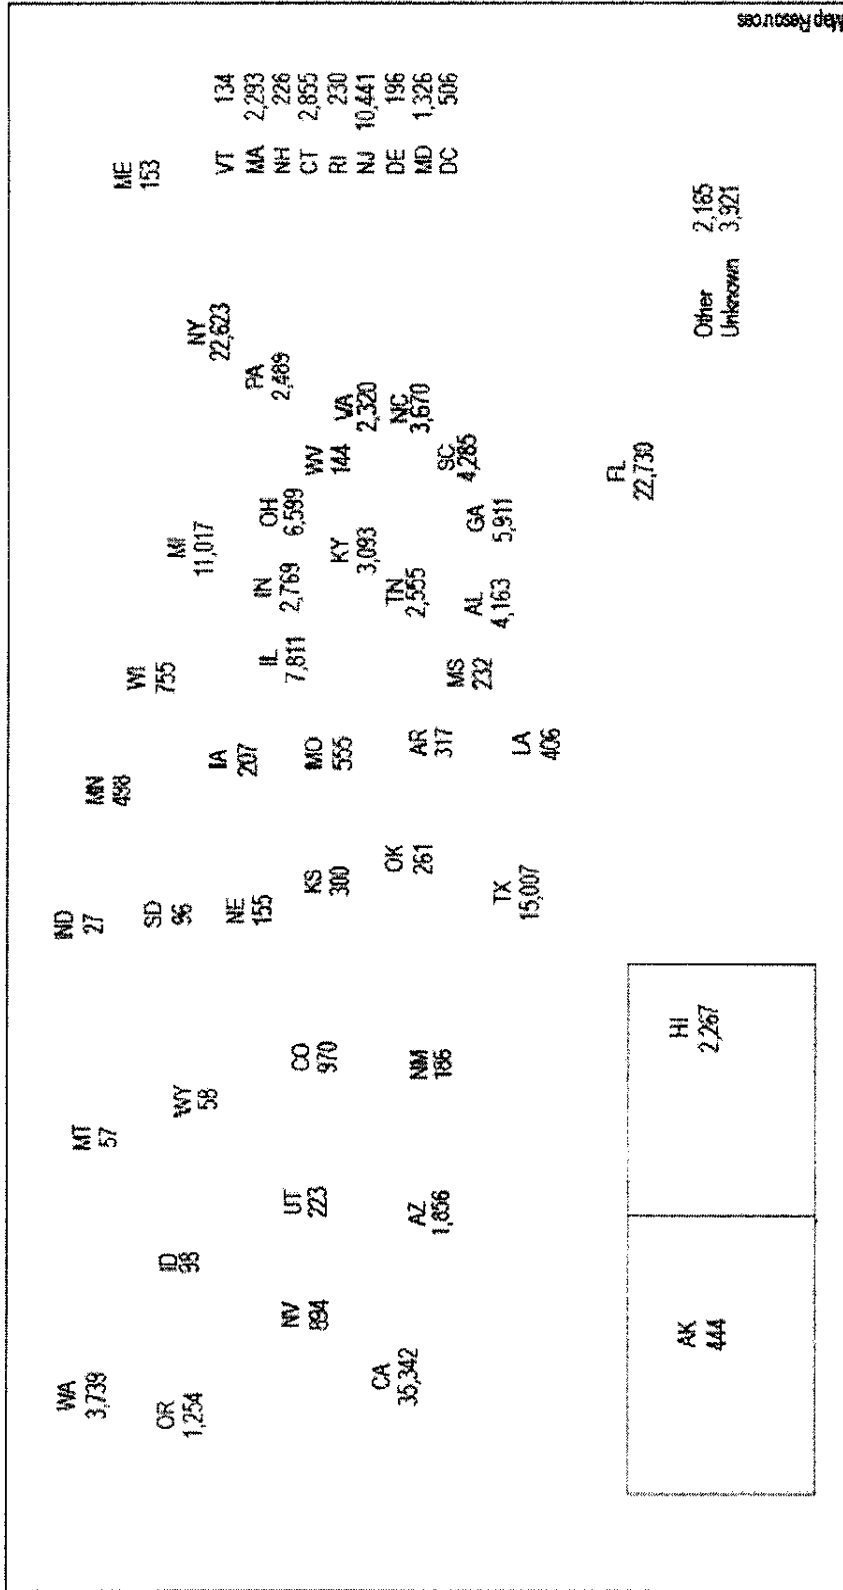 WA
3,739
OR
1,254
CA
35,342
NV
894
ID
98
UT
223
AZ
1,856
MT
57
WY
58
CO
970
NM
186
ND
27
SD
96
NE
155
KS
300
OK
261
TX
15,007
MN
498
IA
207
MO
555
AR
317
LA
406
WI
755
IL
7,811
MS
232
MI
11,017
IN
2,769
OH
6,599
KY
3,093
TN
2,555
AL
4,163
GA
5,911
FL
22,730
SC
4,285
NC
3,670
VA
2,320
WV
144
PA
2,489
NY
22,623
ME
153
VT 134
MA 2,293
NH 226
CT 2,855
RI 230
NJ 10,441
DE 196
MD 1,326
DC 506
AK
444
HI
2,267
Other 2,165
Unknown 3,921
Map Resources